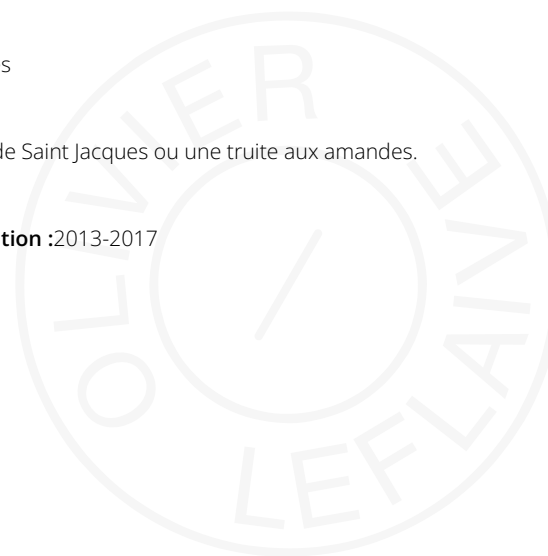 s
de Saint Jacques ou une truite aux amandes.
tion :2013-2017
OLIVIER
LEFLAIVE